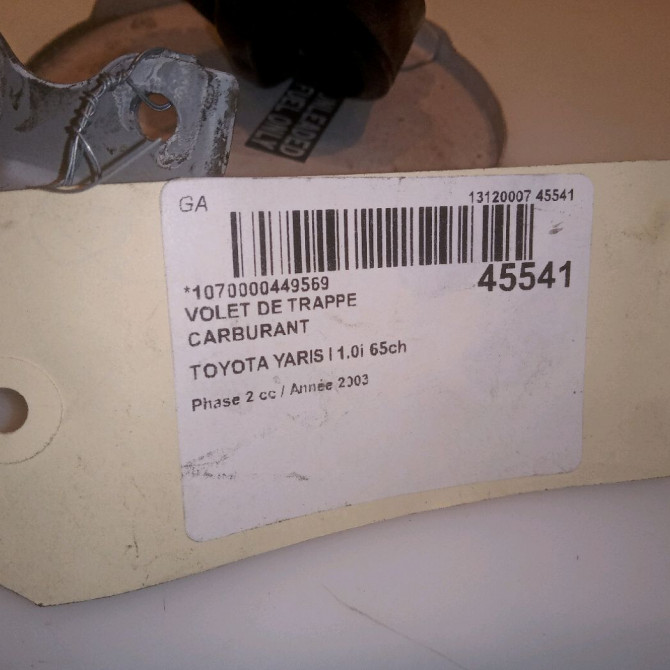 UNLEADED
FUEL ONLY
GA
13120007 45541
*1070000449569
45541
VOLET DE TRAPPE
CARBURANT
TOYOTA YARIS I 1.0i 65ch
Phase 2 cc / Année 2003